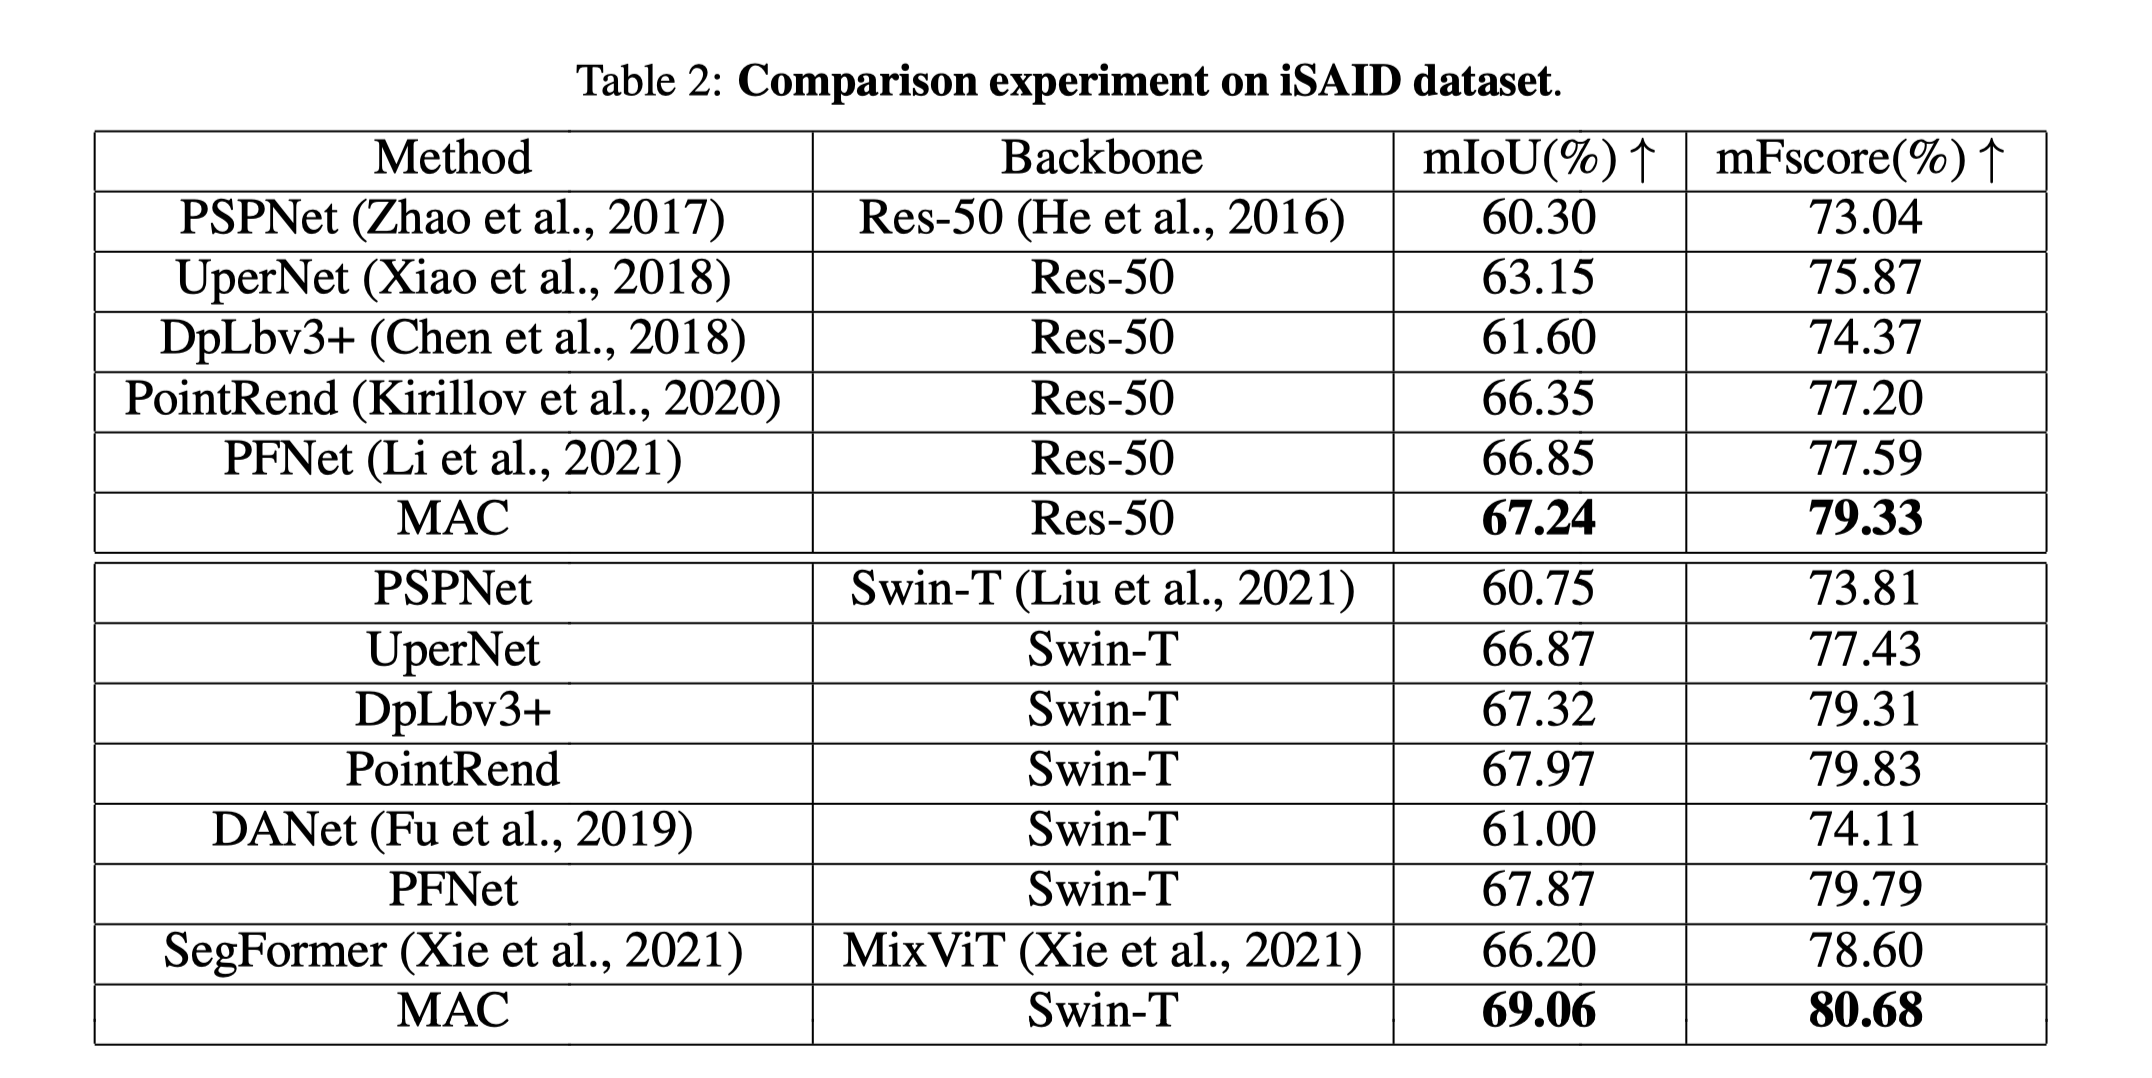 Table 2: Comparison experiment on iSAID dataset.
Method Backbone mIoU(%) ↑ mFscore(%) ↑
PSPNet (Zhao et al., 2017) Res-50 (He et al., 2016) 60.30 73.04
UperNet (Xiao et al., 2018) Res-50 63.15 75.87
DpLbv3+ (Chen et al., 2018) Res-50 61.60 74.37
PointRend (Kirillov et al., 2020) Res-50 66.35 77.20
PFNet (Li et al., 2021) Res-50 66.85 77.59
MAC Res-50 67.24 79.33
PSPNet Swin-T (Liu et al., 2021) 60.75 73.81
UperNet Swin-T 66.87 77.43
DpLbv3+ Swin-T 67.32 79.31
PointRend Swin-T 67.97 79.83
DANet (Fu et al., 2019) Swin-T 61.00 74.11
PFNet Swin-T 67.87 79.79
SegFormer (Xie et al., 2021) MixViT (Xie et al., 2021) 66.20 78.60
MAC Swin-T 69.06 80.68